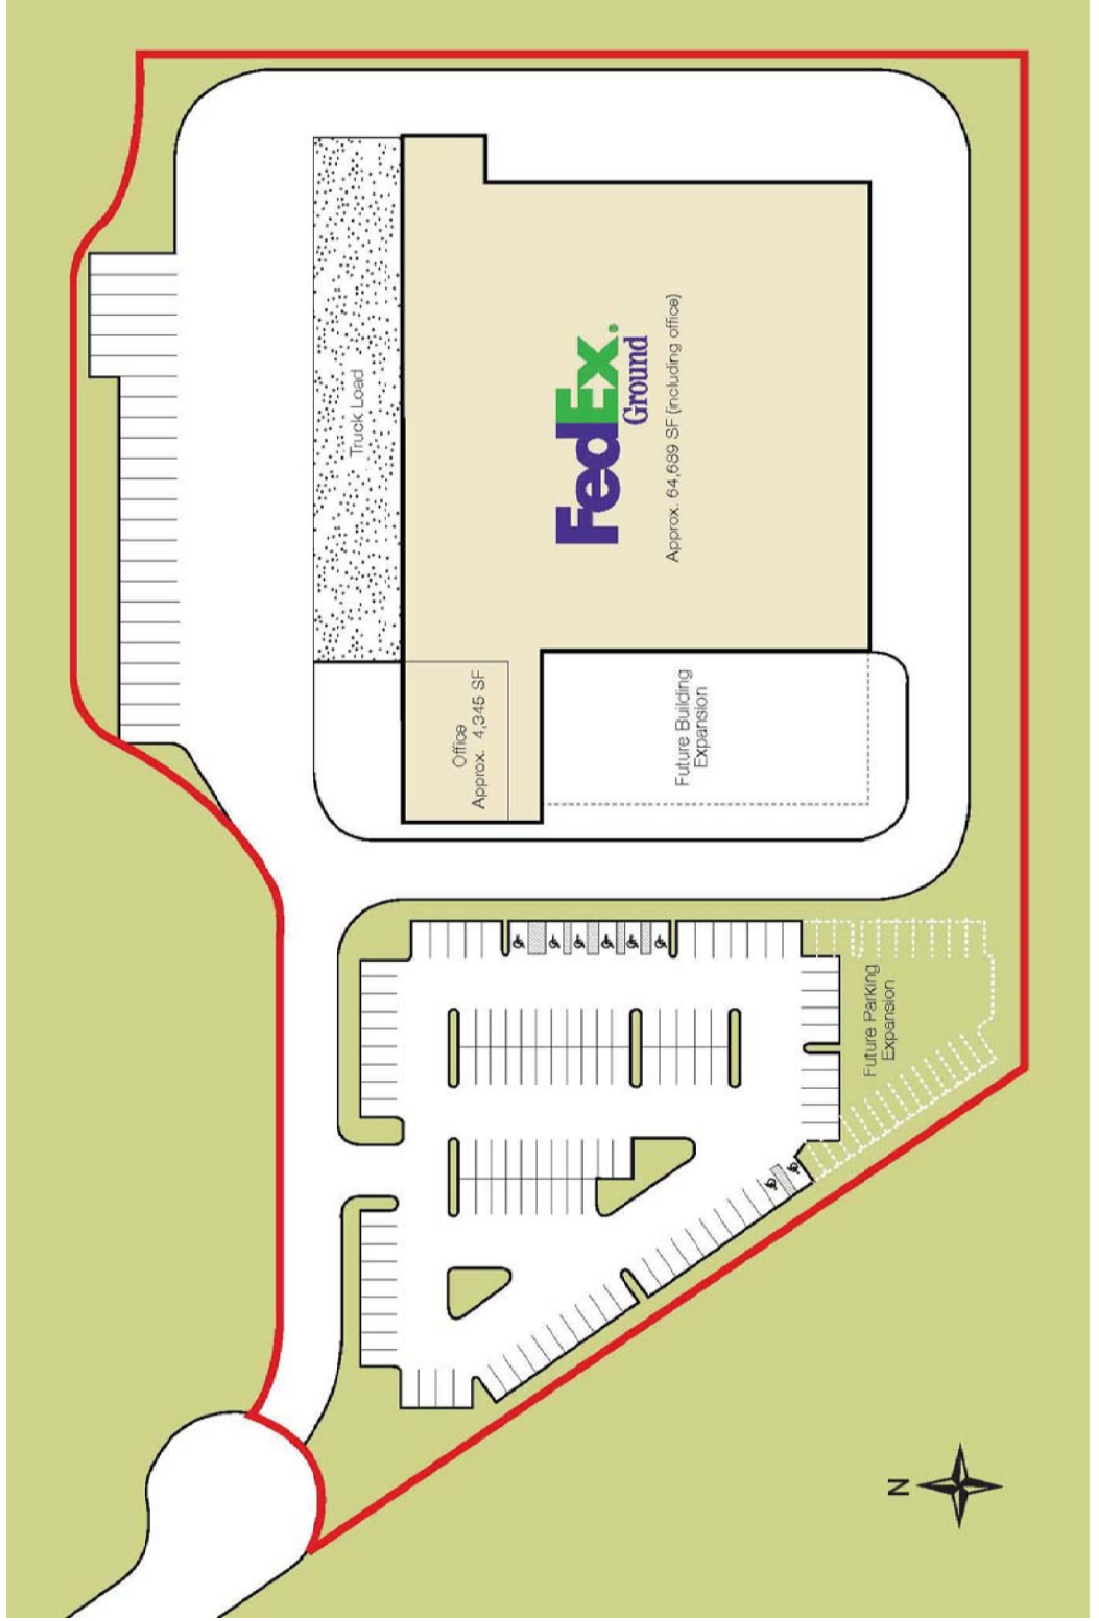 Truck Load
FedEx®
Ground
Approx. 64,689 SF (including office)
Office
Approx. 4,345 SF
Future Building
Expansion
Future Parking
Expansion
N